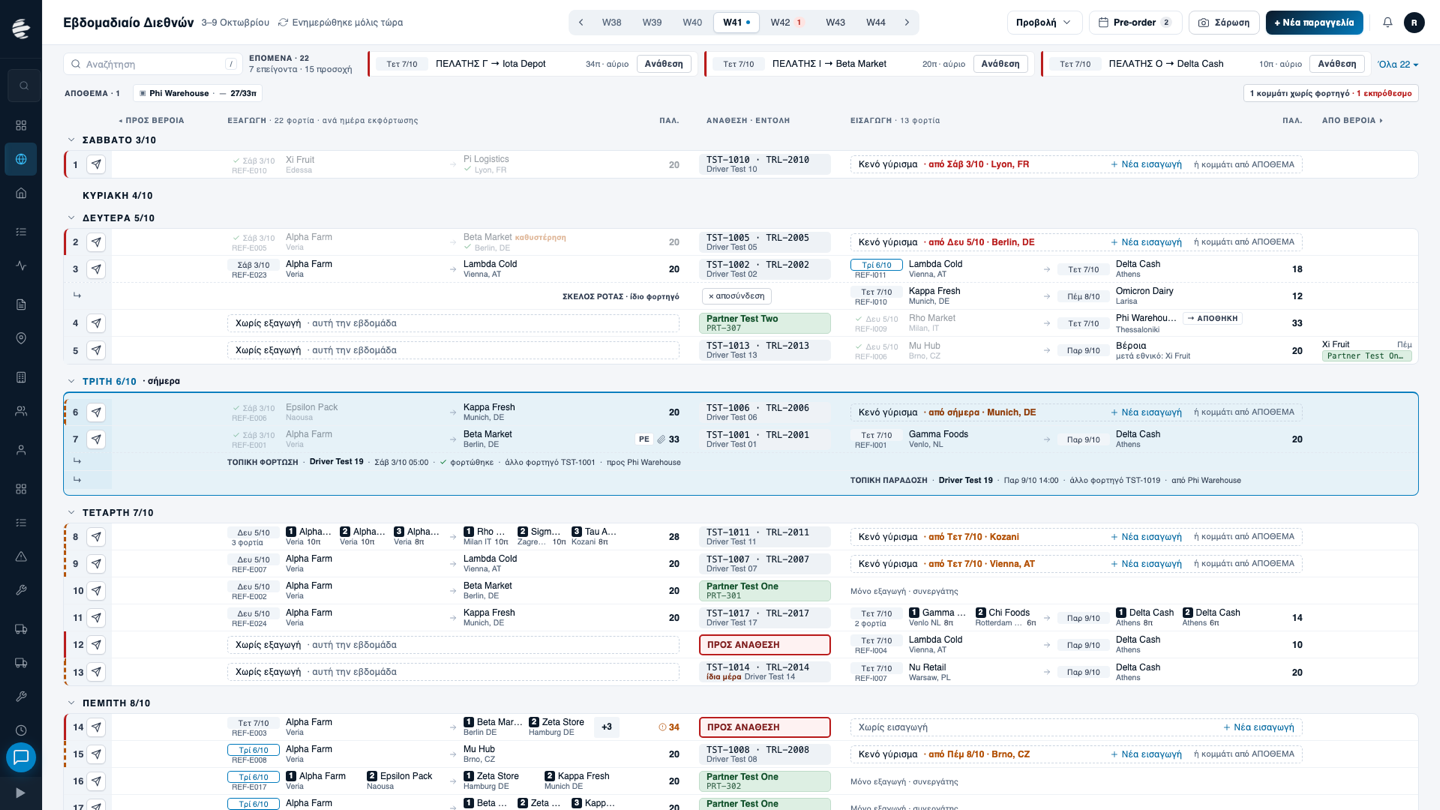 Εβδομαδιαίο Διεθνών 3–9 Οκτωβρίου Ενημερώθηκε μόλις τώρα
W38 W39 W40 W41 • W42 1 W43 W44
Προβολή Pre-order 2 Σάρωση + Νέα παραγγελία R
Αναζήτηση /
ΕΠΟΜΕΝΑ · 22
7 επείγοντα · 15 προσοχή
Τετ 7/10 ΠΕΛΑΤΗΣ Γ → Iota Depot 34π · αύριο Ανάθεση
Τετ 7/10 ΠΕΛΑΤΗΣ Ι → Beta Market 20π · αύριο Ανάθεση
Τετ 7/10 ΠΕΛΑΤΗΣ Ο → Delta Cash 10π · αύριο Ανάθεση
Όλα 22
ΑΠΟΘΕΜΑ · 1 Phi Warehouse · — 27/33π
1 κομμάτι χωρίς φορτηγό · 1 εκπρόθεσμο
ΠΡΟΣ ΒΕΡΟΙΑ ΕΞΑΓΩΓΗ · 22 φορτία · ανά ημέρα εκφόρτωσης ΠΑΛ. ΑΝΑΘΕΣΗ · ΕΝΤΟΛΗ ΕΙΣΑΓΩΓΗ · 13 φορτία ΠΑΛ. ΑΠΟ ΒΕΡΟΙΑ
ΣΑΒΒΑΤΟ 3/10
1 ✓ Σάβ 3/10 Xi Fruit → Pi Logistics 20 TST-1010 · TRL-2010 Κενό γύρισμα · από Σάβ 3/10 · Lyon, FR + Νέα εισαγωγή ή κομμάτι από ΑΠΟΘΕΜΑ
REF-E010 Edessa ✓ Lyon, FR Driver Test 10
ΚΥΡΙΑΚΗ 4/10
ΔΕΥΤΕΡΑ 5/10
2 ✓ Σάβ 3/10 Alpha Farm → Beta Market καθυστέρηση 20 TST-1005 · TRL-2005 Κενό γύρισμα · από Δευ 5/10 · Berlin, DE + Νέα εισαγωγή ή κομμάτι από ΑΠΟΘΕΜΑ
REF-E005 Veria ✓ Berlin, DE Driver Test 05
3 Σάβ 3/10 Alpha Farm → Lambda Cold 20 TST-1002 · TRL-2002 Τρί 6/10 Lambda Cold → Τετ 7/10 Delta Cash 18
REF-E023 Veria Vienna, AT Driver Test 02 REF-I011 Vienna, AT Athens
↳ ΣΚΕΛΟΣ ΡΟΤΑΣ · ίδιο φορτηγό × αποσύνδεση Τετ 7/10 Kappa Fresh → Πέμ 8/10 Omicron Dairy 12
REF-I010 Munich, DE Larisa
4 Χωρίς εξαγωγή · αυτή την εβδομάδα Partner Test Two ✓ Δευ 5/10 Rho Market → Τετ 7/10 Phi Warehou… → ΑΠΟΘΗΚΗ 33
PRT-307 REF-I009 Milan, IT Thessaloniki
5 Χωρίς εξαγωγή · αυτή την εβδομάδα TST-1013 · TRL-2013 ✓ Δευ 5/10 Mu Hub → Παρ 9/10 Βέροια 20 Xi Fruit Πέμ
Driver Test 13 REF-I006 Brno, CZ μετά εθνικό: Xi Fruit Partner Test On…
ΤΡΙΤΗ 6/10 · σήμερα
6 ✓ Σάβ 3/10 Epsilon Pack → Kappa Fresh 20 TST-1006 · TRL-2006 Κενό γύρισμα · από σήμερα · Munich, DE + Νέα εισαγωγή ή κομμάτι από ΑΠΟΘΕΜΑ
REF-E006 Naousa Munich, DE Driver Test 06
7 ✓ Σάβ 3/10 Alpha Farm → Beta Market PE 33 TST-1001 · TRL-2001 Τετ 7/10 Gamma Foods → Παρ 9/10 Delta Cash 20
REF-E001 Veria Berlin, DE Driver Test 01 REF-I001 Venlo, NL Athens
↳ ΤΟΠΙΚΗ ΦΟΡΤΩΣΗ · Driver Test 19 · Σάβ 3/10 05:00 · ✓ φορτώθηκε · άλλο φορτηγό TST-1001 · προς Phi Warehouse
↳ ΤΟΠΙΚΗ ΠΑΡΑΔΟΣΗ · Driver Test 19 · Παρ 9/10 14:00 · άλλο φορτηγό TST-1019 · από Phi Warehouse
ΤΕΤΑΡΤΗ 7/10
8 Δευ 5/10 1 Alpha… 2 Alpha… 3 Alpha… → 1 Rho … 2 Sigm… 3 Tau A… 28 TST-1011 · TRL-2011 Κενό γύρισμα · από Τετ 7/10 · Kozani + Νέα εισαγωγή ή κομμάτι από ΑΠΟΘΕΜΑ
3 φορτία Veria 10π Veria 10π Veria 8π Milan IT 10π Zagre… 10π Kozani 8π Driver Test 11
9 Δευ 5/10 Alpha Farm → Lambda Cold 20 TST-1007 · TRL-2007 Κενό γύρισμα · από Τετ 7/10 · Vienna, AT + Νέα εισαγωγή ή κομμάτι από ΑΠΟΘΕΜΑ
REF-E007 Veria Vienna, AT Driver Test 07
10 Δευ 5/10 Alpha Farm → Beta Market 20 Partner Test One Μόνο εξαγωγή · συνεργάτης
REF-E002 Veria Berlin, DE PRT-301
11 Δευ 5/10 Alpha Farm → Kappa Fresh 20 TST-1017 · TRL-2017 Τετ 7/10 1 Gamma … 2 Chi Foods → Παρ 9/10 1 Delta Cash 2 Delta Cash 14
REF-E024 Veria Munich, DE Driver Test 17 2 φορτία Venlo NL 8π Rotterdam … 6π Athens 8π Athens 6π
12 Χωρίς εξαγωγή · αυτή την εβδομάδα ΠΡΟΣ ΑΝΑΘΕΣΗ Τετ 7/10 Lambda Cold → Παρ 9/10 Delta Cash 10
REF-I004 Vienna, AT Athens
13 Χωρίς εξαγωγή · αυτή την εβδομάδα TST-1014 · TRL-2014 Τετ 7/10 Nu Retail → Παρ 9/10 Delta Cash 20
ίδια μέρα Driver Test 14 REF-I007 Warsaw, PL Athens
ΠΕΜΠΤΗ 8/10
14 Τετ 7/10 Alpha Farm → 1 Beta Mar… 2 Zeta Store +3 34 ΠΡΟΣ ΑΝΑΘΕΣΗ Χωρίς εισαγωγή + Νέα εισαγωγή
REF-E003 Veria Berlin DE Hamburg DE
15 Τρί 6/10 Alpha Farm → Mu Hub 20 TST-1008 · TRL-2008 Κενό γύρισμα · από Πέμ 8/10 · Brno, CZ + Νέα εισαγωγή ή κομμάτι από ΑΠΟΘΕΜΑ
REF-E008 Veria Brno, CZ Driver Test 08
16 Τρί 6/10 1 Alpha Farm 2 Epsilon Pack → 1 Zeta Store 2 Kappa Fresh 20 Partner Test One Μόνο εξαγωγή · συνεργάτης
REF-E017 Veria Naousa Hamburg DE Munich DE PRT-302
17 Τρί 6/10 Alpha Farm 1 Beta … 2 Zeta … 3 Kapp… 20 Partner Test One Μόνο εξαγωγή · συνεργάτης